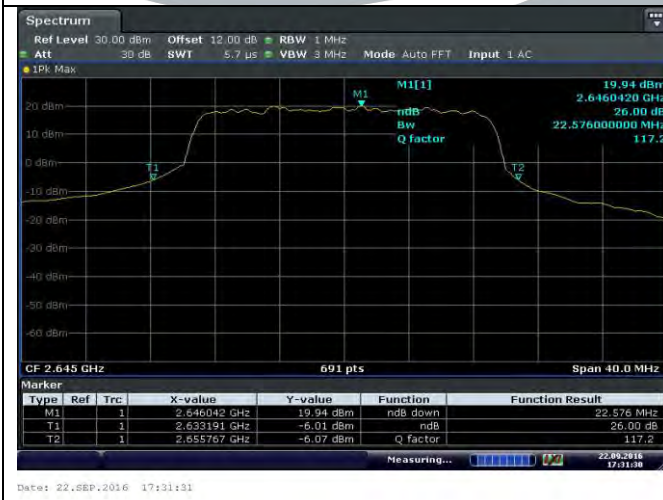 Spectrum
Ref Level 30.00 dBm Offset 12.00 dB RBW 1 MHz
Att 30 dB SWT 5.7 µs VBW 3 MHz Mode Auto FFT Input 1 AC
1Pk Max
M1[1] 19.94 dBm
M1 2.6460420 GHz
20 dBm ndB 26.00 dB
Bw 22.576000000 MHz
10 dBm Q factor 117.2
0 dBm
T1 T2
-10 dBm
-20 dBm
-30 dBm
-40 dBm
-50 dBm
-60 dBm
CF 2.645 GHz 691 pts Span 40.0 MHz
Marker
Type Ref Trc X-value Y-value Function Function Result
M1 1 2.646042 GHz 19.94 dBm ndB down 22.576 MHz
T1 1 2.633191 GHz -6.01 dBm ndB 26.00 dB
T2 1 2.655767 GHz -6.07 dBm Q factor 117.2
Measuring... 22.09.2016
17:31:30
Date: 22.SEP.2016 17:31:31